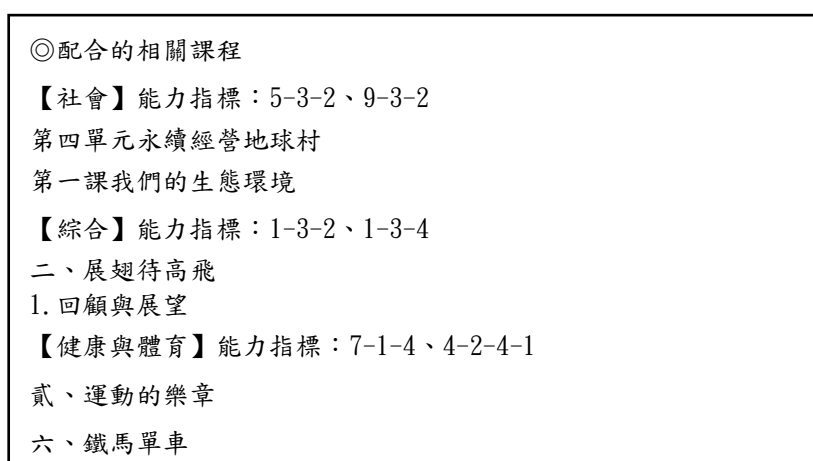 ◎配合的相關課程
【社會】能力指標：5-3-2、9-3-2
第四單元永續經營地球村
第一課我們的生態環境
【綜合】能力指標：1-3-2、1-3-4
二、展翅待高飛
1.回顧與展望
【健康與體育】能力指標：7-1-4、4-2-4-1
貳、運動的樂章
六、鐵馬單車